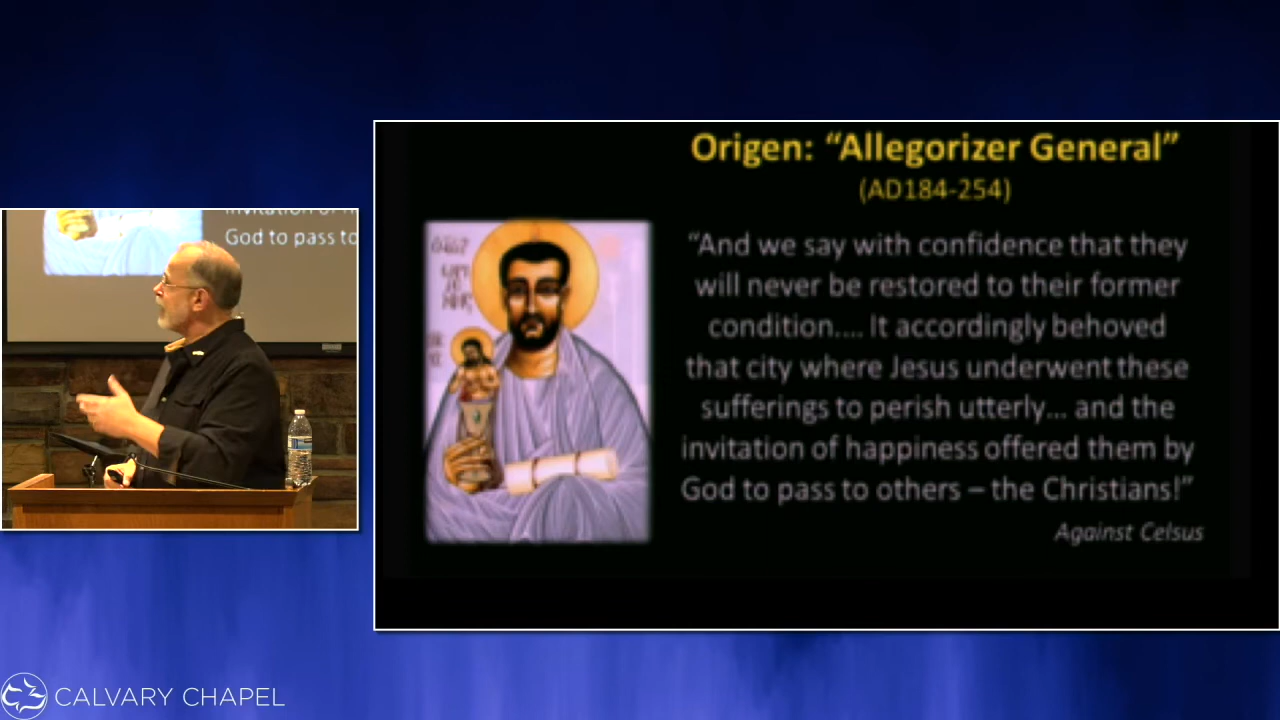 Origen: “Allegorizer General”
(AD184-254)
“And we say with confidence that they
will never be restored to their former
condition.... It accordingly behoved
that city where Jesus underwent these
sufferings to perish utterly... and the
invitation of happiness offered them by
God to pass to others – the Christians!”
Against Celsus
God to pass to
CALVARY CHAPEL